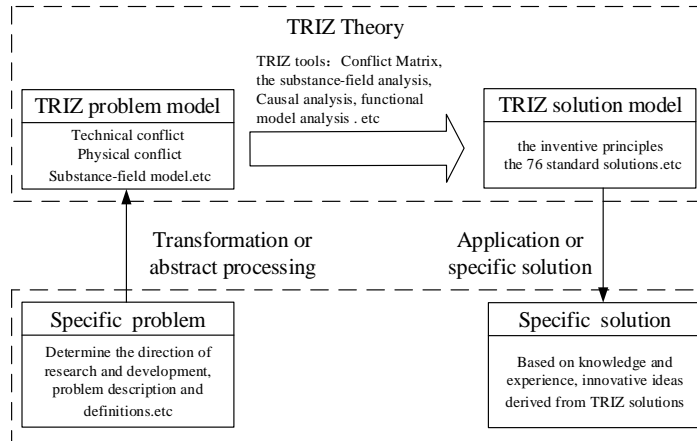 TRIZ Theory
TRIZ tools：Conflict Matrix,
the substance-field analysis,
Causal analysis, functional
model analysis . etc
TRIZ problem model
Technical conflict
Physical conflict
Substance-field model.etc
TRIZ solution model
the inventive principles
the 76 standard solutions.etc
Transformation or
abstract processing
Application or
specific solution
Specific problem
Determine the direction of
research and development,
problem description and
definitions.etc
Specific solution
Based on knowledge and
experience, innovative ideas
derived from TRIZ solutions